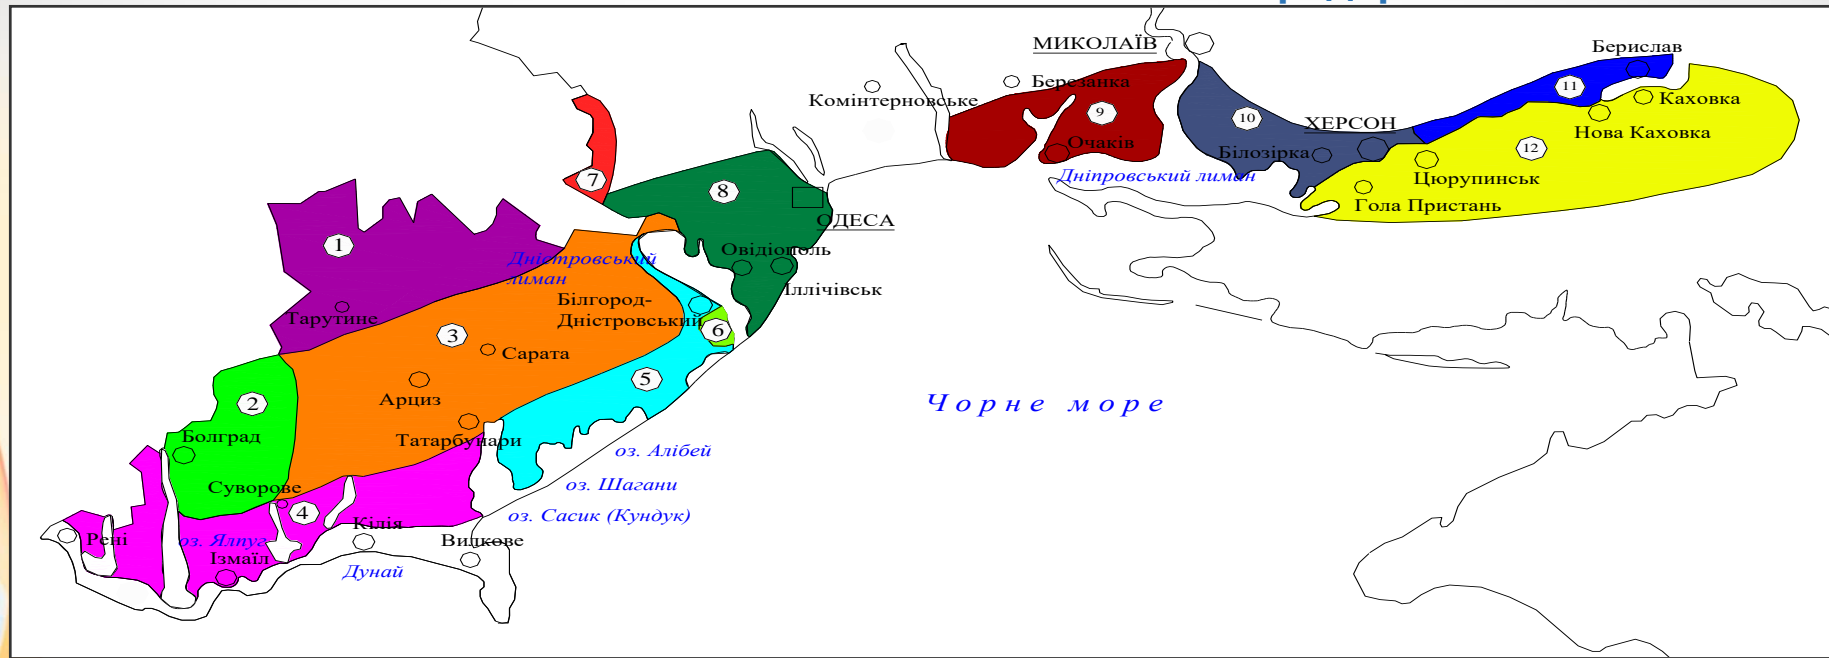 МИКОЛАЇВ
Берислав
Березанка
Комінтерновське
11
Каховка
9
10
ХЕРСОН
Нова Каховка
Очаків
Білозірка
12
Дніпровський лиман
Цюрупинськ
7
8
Гола Пристань
ОДЕСА
1
Овідіополь
Дністровський
лиман
Іллічівськ
Білгород-
Дністровський
Тарутине
3
6
Сарата
5
Арциз
2
Чорне море
Болград
Татарбунари
оз. Алібей
Суворове
оз. Шагани
4
оз. Сасик (Кундук)
Кілія
Рені
оз. Ялпуг
Вилкове
Ізмаїл
Дунай